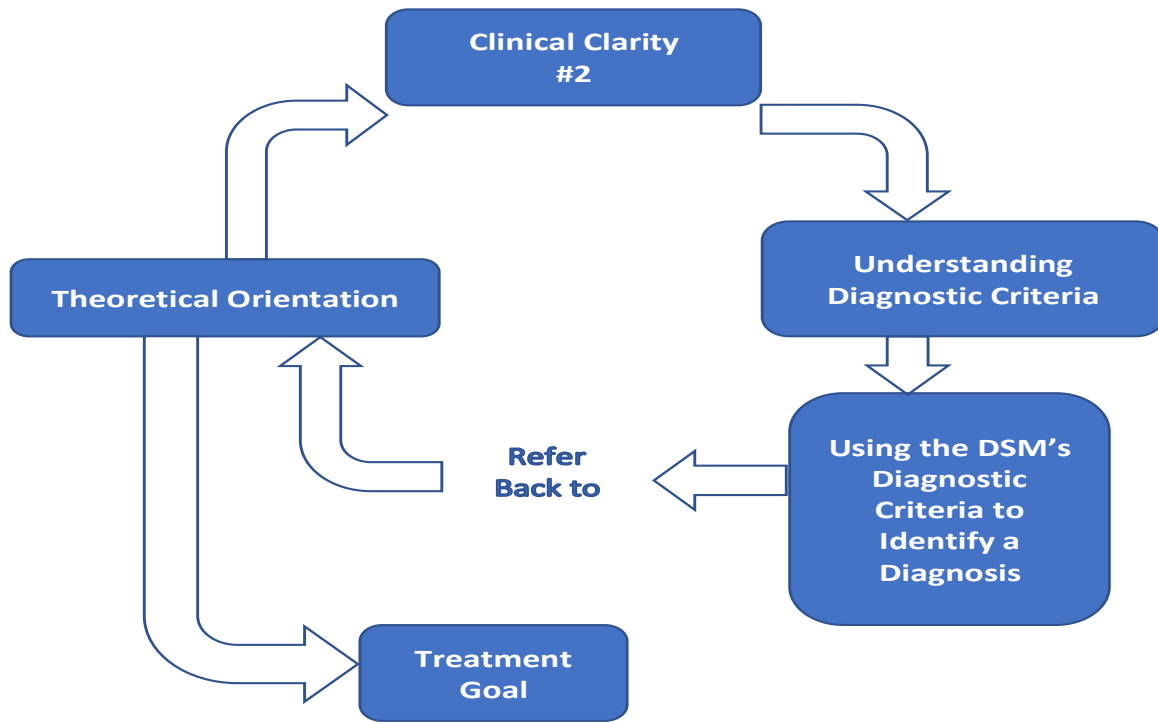 Clinical Clarity
#2
Understanding
Diagnostic Criteria
Theoretical Orientation
Using the DSM’s
Diagnostic
Criteria to
Identify a
Diagnosis
Refer
Back to
Treatment
Goal